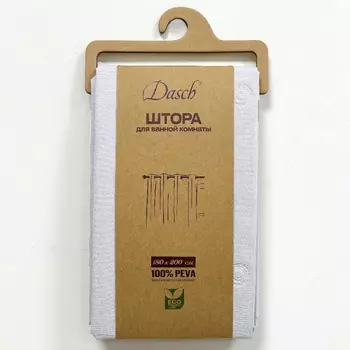 Dasch
ШТОРА
ДЛЯ ВАННОЙ КОМНАТЫ
180 x 200 см
100% PEVA
ECO